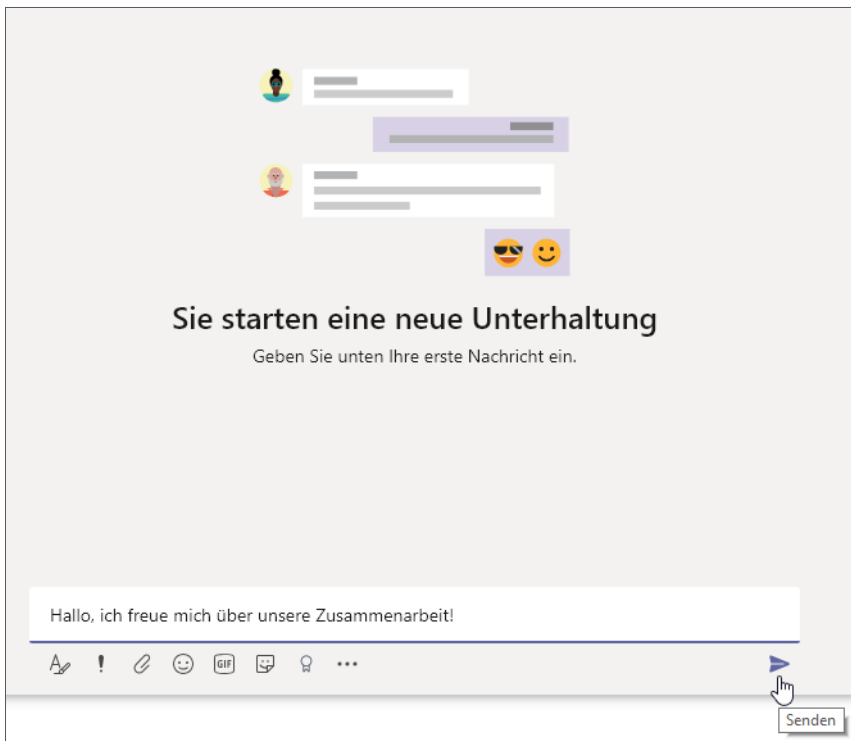 Sie starten eine neue Unterhaltung
Geben Sie unten Ihre erste Nachricht ein.
Hallo, ich freue mich über unsere Zusammenarbeit!
GIF
Senden